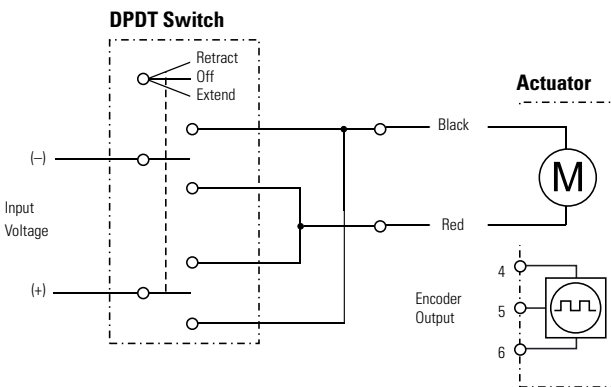 DPDT Switch
Retract
Off
Extend
Actuator
Black
(–)
M
Input
Voltage
Red
(+)
Encoder
Output
4
5
6